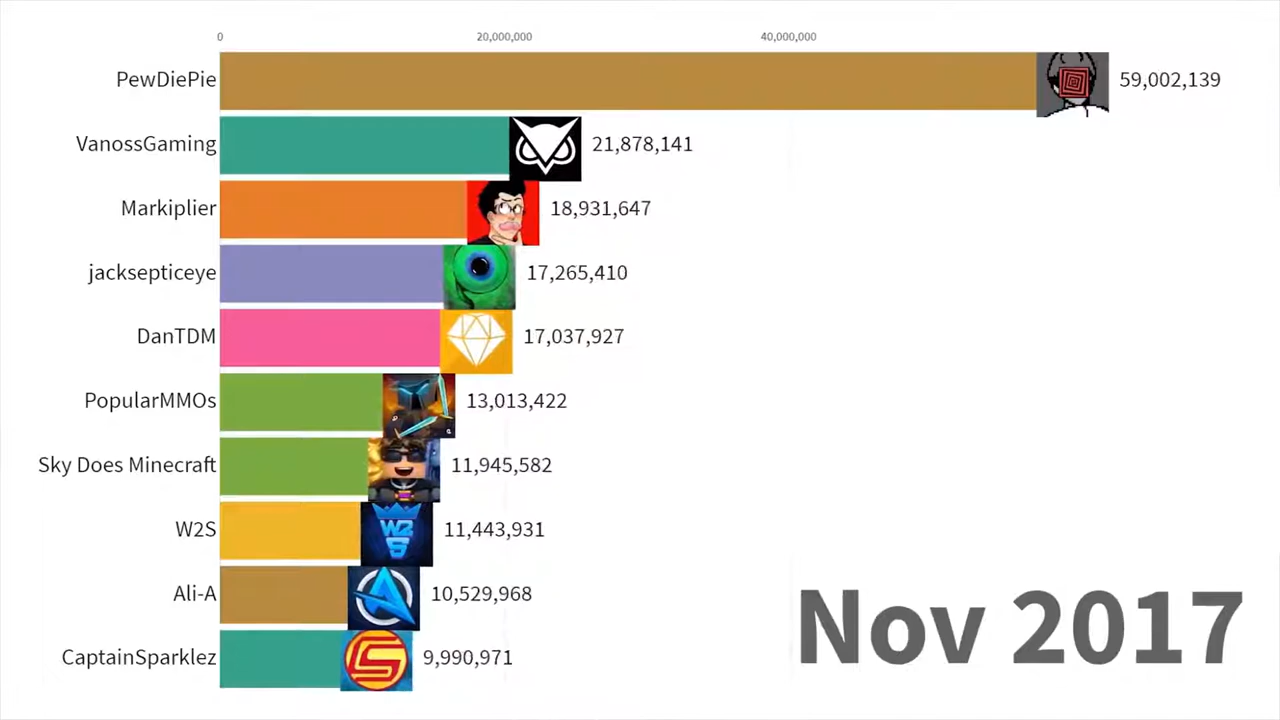 0 20,000,000 40,000,000
PewDiePie 59,002,139
VanossGaming 21,878,141
Markiplier 18,931,647
jacksepticeye 17,265,410
DanTDM 17,037,927
PopularMMOs 13,013,422
Sky Does Minecraft 11,945,582
W2S W2S 11,443,931
Ali-A 10,529,968
CaptainSparklez 9,990,971
Nov 2017